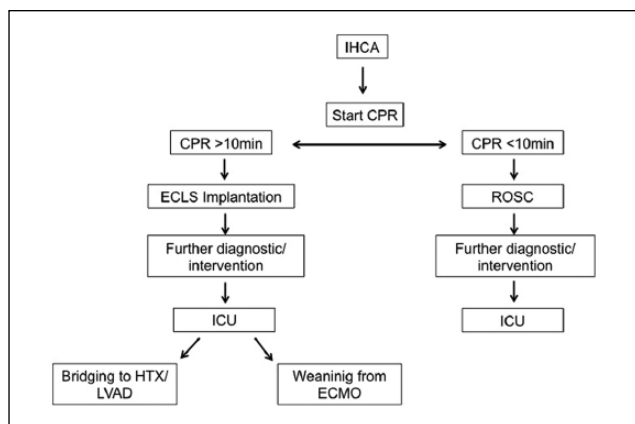 IHCA
Start CPR
CPR >10min
CPR <10min
ECLS Implantation
ROSC
Further diagnostic/
intervention
Further diagnostic/
intervention
ICU
ICU
Bridging to HTX/
LVAD
Weaninig from
ECMO